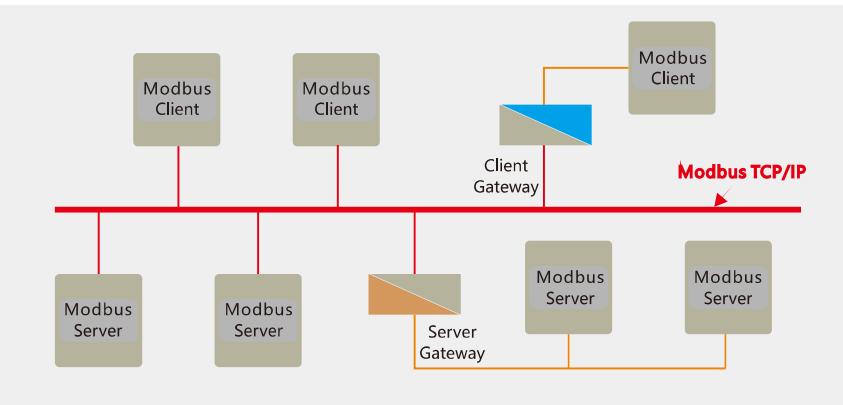 Modbus
Client
Modbus
Client
Modbus
Client
Client
Gateway
Modbus TCP/IP
Modbus
Server
Modbus
Server
Server
Gateway
Modbus
Server
Modbus
Server